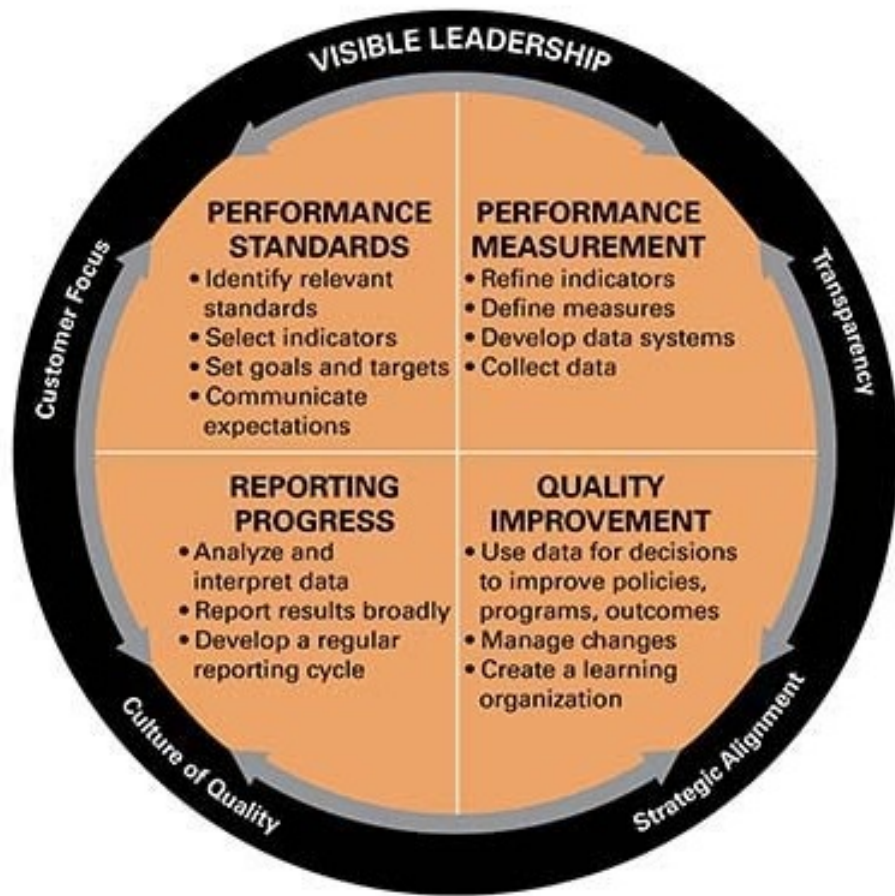 VISIBLE LEADERSHIP
Customer Focus
Transparency
PERFORMANCE
STANDARDS
• Identify relevant
standards
• Select indicators
• Set goals and targets
• Communicate
expectations
PERFORMANCE
MEASUREMENT
• Refine indicators
• Define measures
• Develop data systems
• Collect data
REPORTING
PROGRESS
• Analyze and
interpret data
• Report results broadly
• Develop a regular
reporting cycle
QUALITY
IMPROVEMENT
• Use data for decisions
to improve policies,
programs, outcomes
• Manage changes
• Create a learning
organization
Culture of Quality
Strategic Alignment